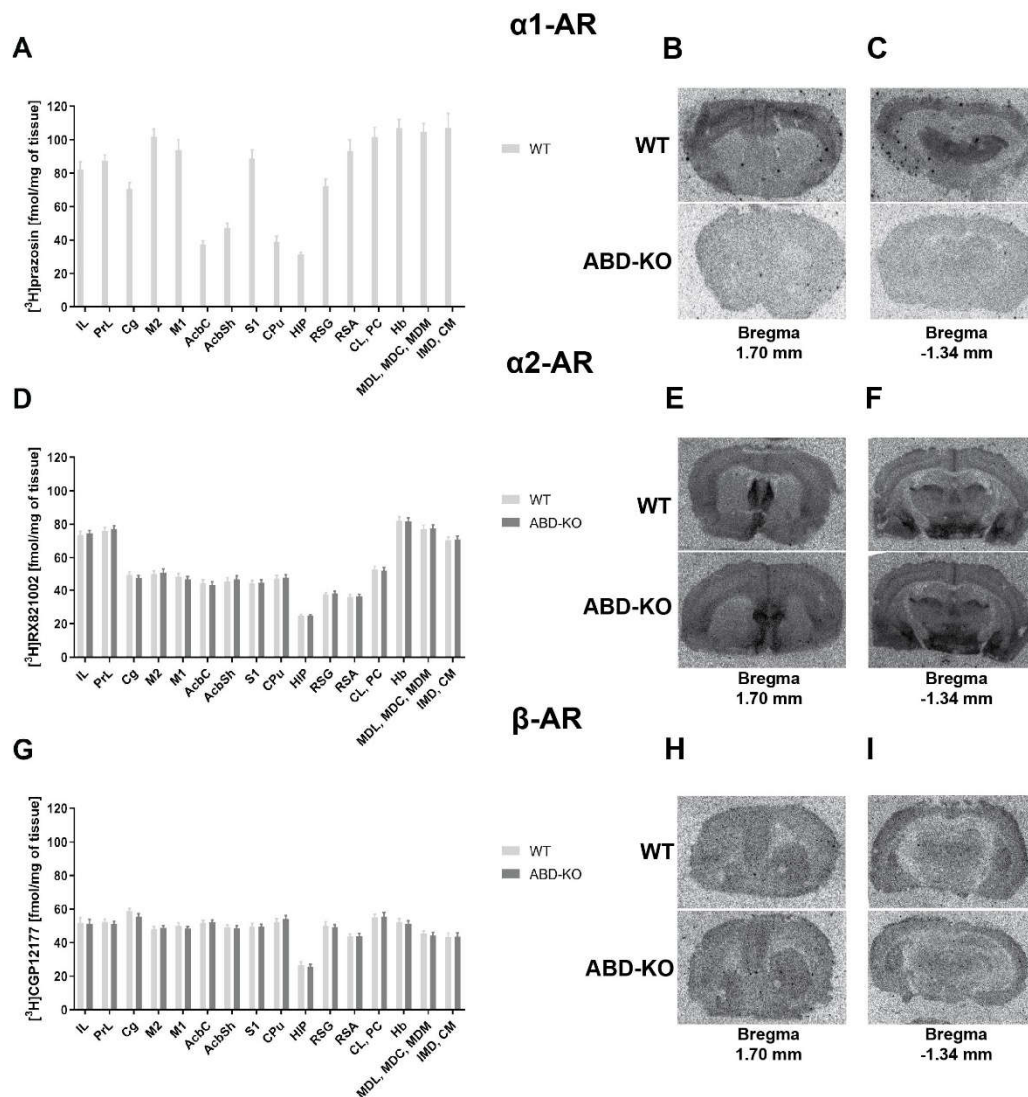 α1-AR
A
B
C
[³H]prazosin [fmol/mg of tissue]
120
100
80
60
40
20
0
IL
PrL
Cg
M2
M1
AcbC
AcbSh
S1
CPu
HIP
RSG
RSA
CL, PC
Hb
MDL, MDC, MDM
IMD, CM
WT
WT
ABD-KO
Bregma
1.70 mm
Bregma
-1.34 mm
α2-AR
D
E
F
[³H]RX821002 [fmol/mg of tissue]
120
100
80
60
40
20
0
IL
PrL
Cg
M2
M1
AcbC
AcbSh
S1
CPu
HIP
RSG
RSA
CL, PC
Hb
MDL, MDC, MDM
IMD, CM
WT
ABD-KO
WT
ABD-KO
Bregma
1.70 mm
Bregma
-1.34 mm
β-AR
G
H
I
[³H]CGP12177 [fmol/mg of tissue]
120
100
80
60
40
20
0
IL
PrL
Cg
M2
M1
AcbC
AcbSh
S1
CPu
HIP
RSG
RSA
CL, PC
Hb
MDL, MDC, MDM
IMD, CM
WT
ABD-KO
WT
ABD-KO
Bregma
1.70 mm
Bregma
-1.34 mm